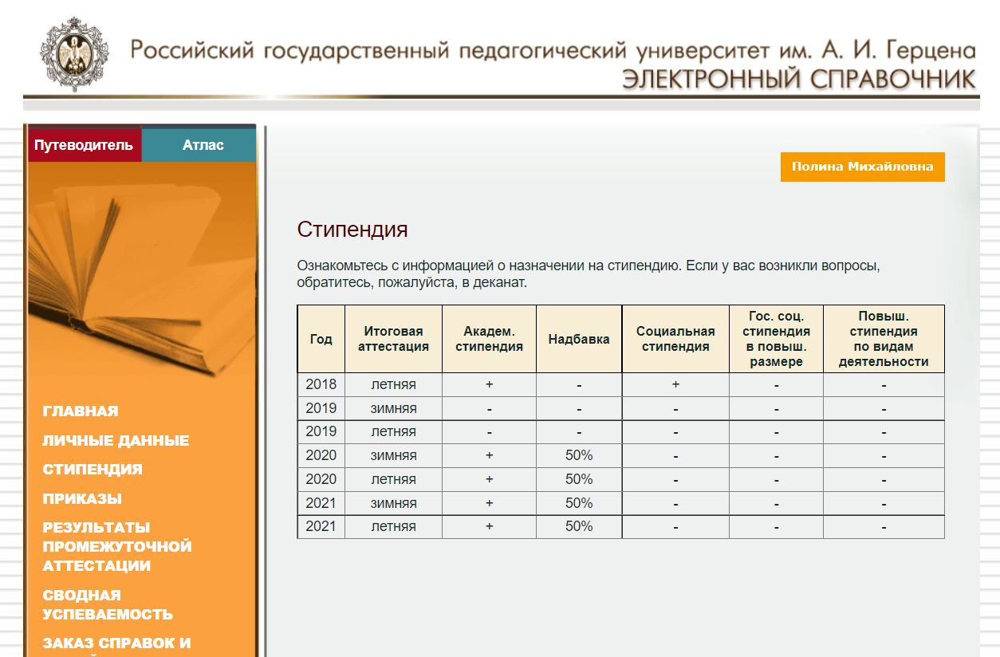 Российский государственный педагогический университет им. А. И. Герцена
ЭЛЕКТРОННЫЙ СПРАВОЧНИК
Путеводитель Атлас
Полина Михайловна
Стипендия
Ознакомьтесь с информацией о назначении на стипендию. Если у вас возникли вопросы,
обратитесь, пожалуйста, в деканат.
Год Итоговая аттестация Академ. стипендия Надбавка Социальная стипендия Гос. соц. стипендия в повыш. размере Повыш. стипендия по видам деятельности
2018 летняя + - + - -
2019 зимняя - - - - -
2019 летняя - - - - -
2020 зимняя + 50% - - -
2020 летняя + 50% - - -
2021 зимняя + 50% - - -
2021 летняя + 50% - - -
ГЛАВНАЯ
ЛИЧНЫЕ ДАННЫЕ
СТИПЕНДИЯ
ПРИКАЗЫ
РЕЗУЛЬТАТЫ
ПРОМЕЖУТОЧНОЙ
АТТЕСТАЦИИ
СВОДНАЯ
УСПЕВАЕМОСТЬ
ЗАКАЗ СПРАВОК И